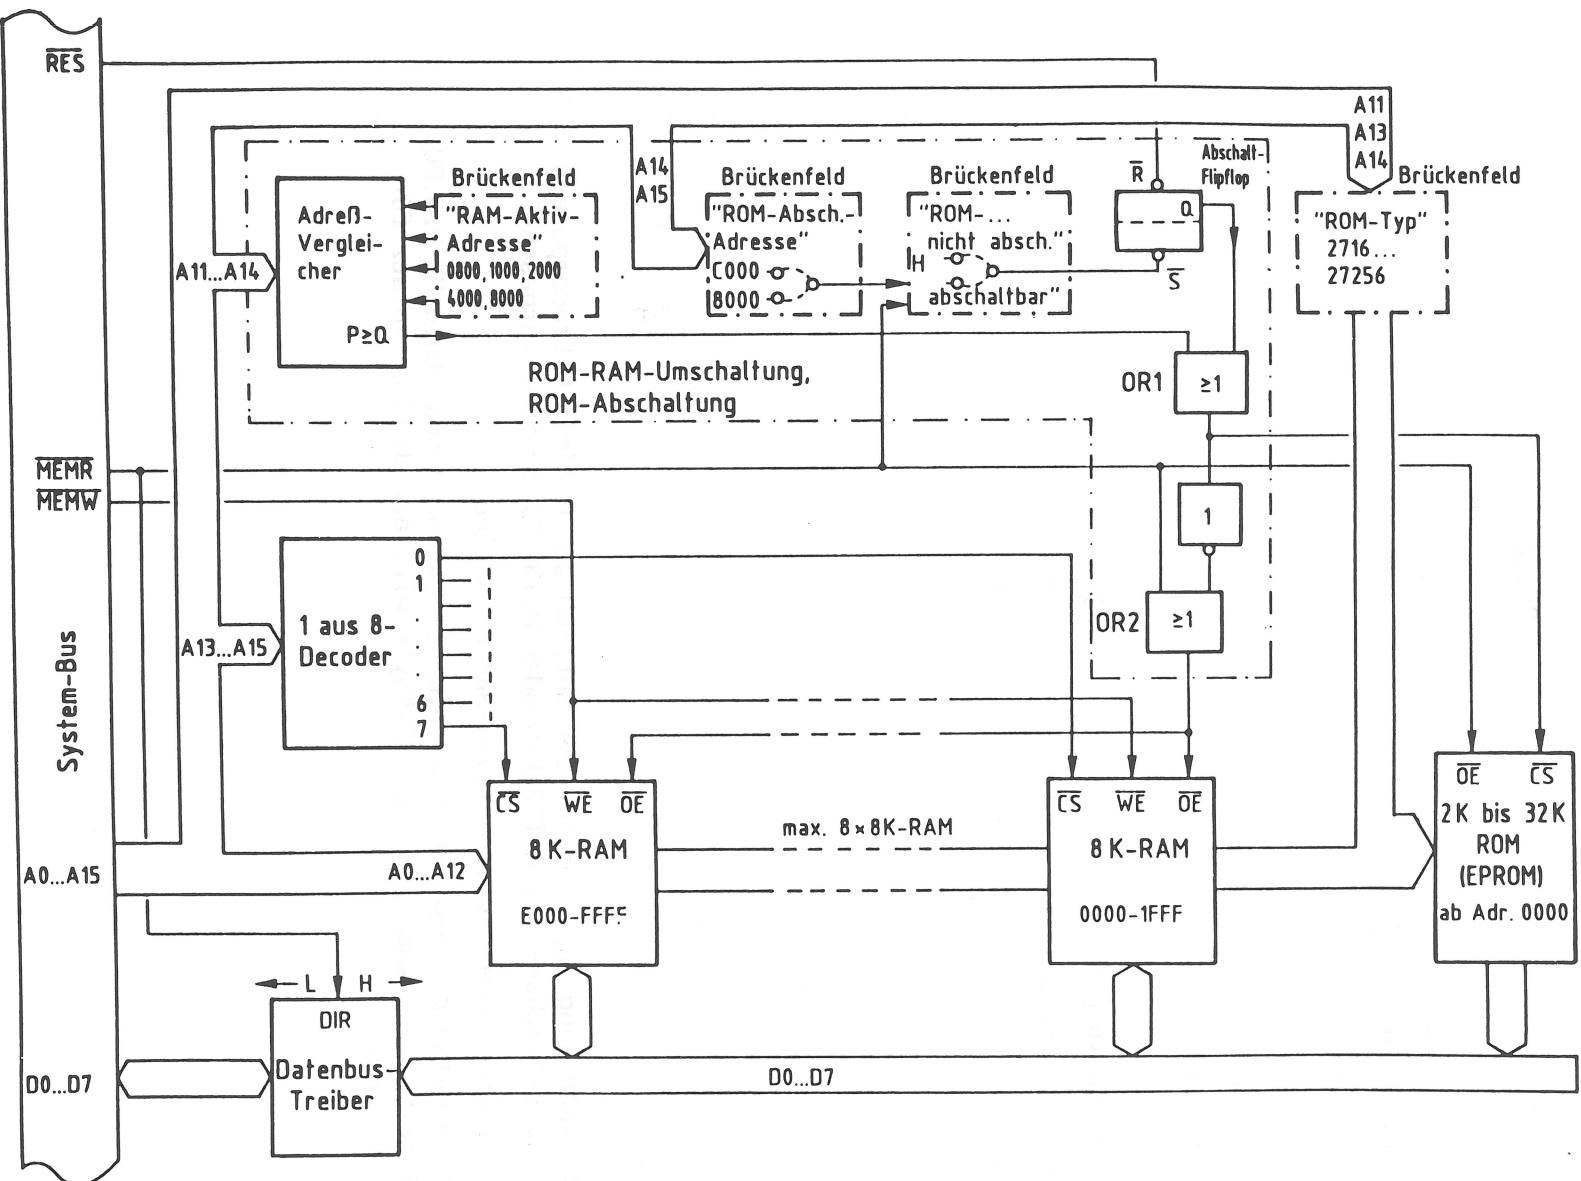 RES
A11
A13
A14
Abschalt-
Flipflop
R
Q
S
A14
A15
Brückenfeld
"RAM-Aktiv-
Adresse"
0800,1000,2000
4000,8000
Brückenfeld
"ROM-Absch.-
Adresse"
C000
8000
Brückenfeld
"ROM-...
nicht absch."
H
abschaltbar"
Brückenfeld
"ROM-Typ"
2716...
27256
Adreß-
Verglei-
cher
P≥Q
A11...A14
ROM-RAM-Umschaltung,
ROM-Abschaltung
OR1
≥1
MEMR
MEMW
1
OR2
≥1
0
1
.
.
.
6
7
1 aus 8-
Decoder
A13...A15
System-Bus
CS WE OE
8K-RAM
E000-FFFF
max. 8×8K-RAM
CS WE OE
8K-RAM
0000-1FFF
OE CS
2K bis 32K
ROM
(EPROM)
ab Adr. 0000
A0...A15
A0...A12
L H
DIR
Datenbus-
Treiber
D0...D7
D0...D7